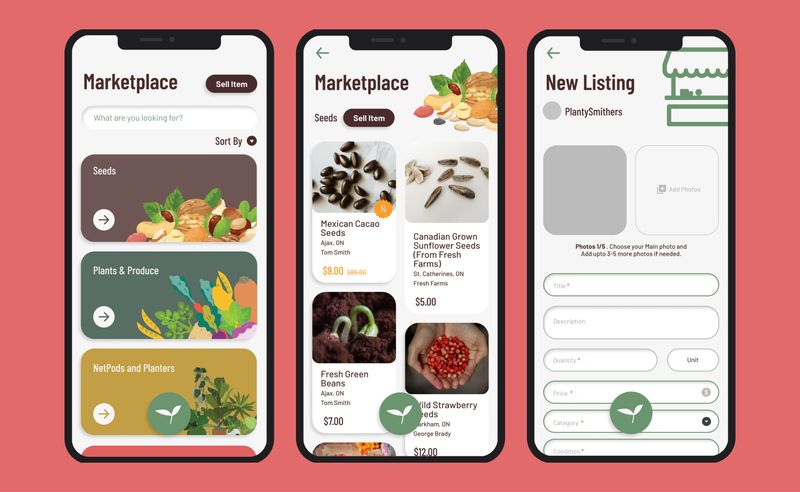 Marketplace
Sell Item
What are you looking for?
Sort By
Seeds
Plants & Produce
NetPods and Planters
Marketplace
Seeds
Sell Item
%
Mexican Cacao
Seeds
Ajax, ON
Tom Smith
$9.00
Canadian Grown
Sunflower Seeds
(From Fresh
Farms)
St. Catherines, ON
Fresh Farms
$5.00
Fresh Green
Beans
Ajax, ON
Tom Smith
$7.00
Wild Strawberry
Seeds
Markham, ON
George Brady
$12.00
New Listing
PlantySmithers
Add Photos
Photos 1/5 . Choose your Main photo and
Add upto 3-5 more photos if needed.
Title *
Description
Quantity *
Unit
Price *
$
Category *
Condition *